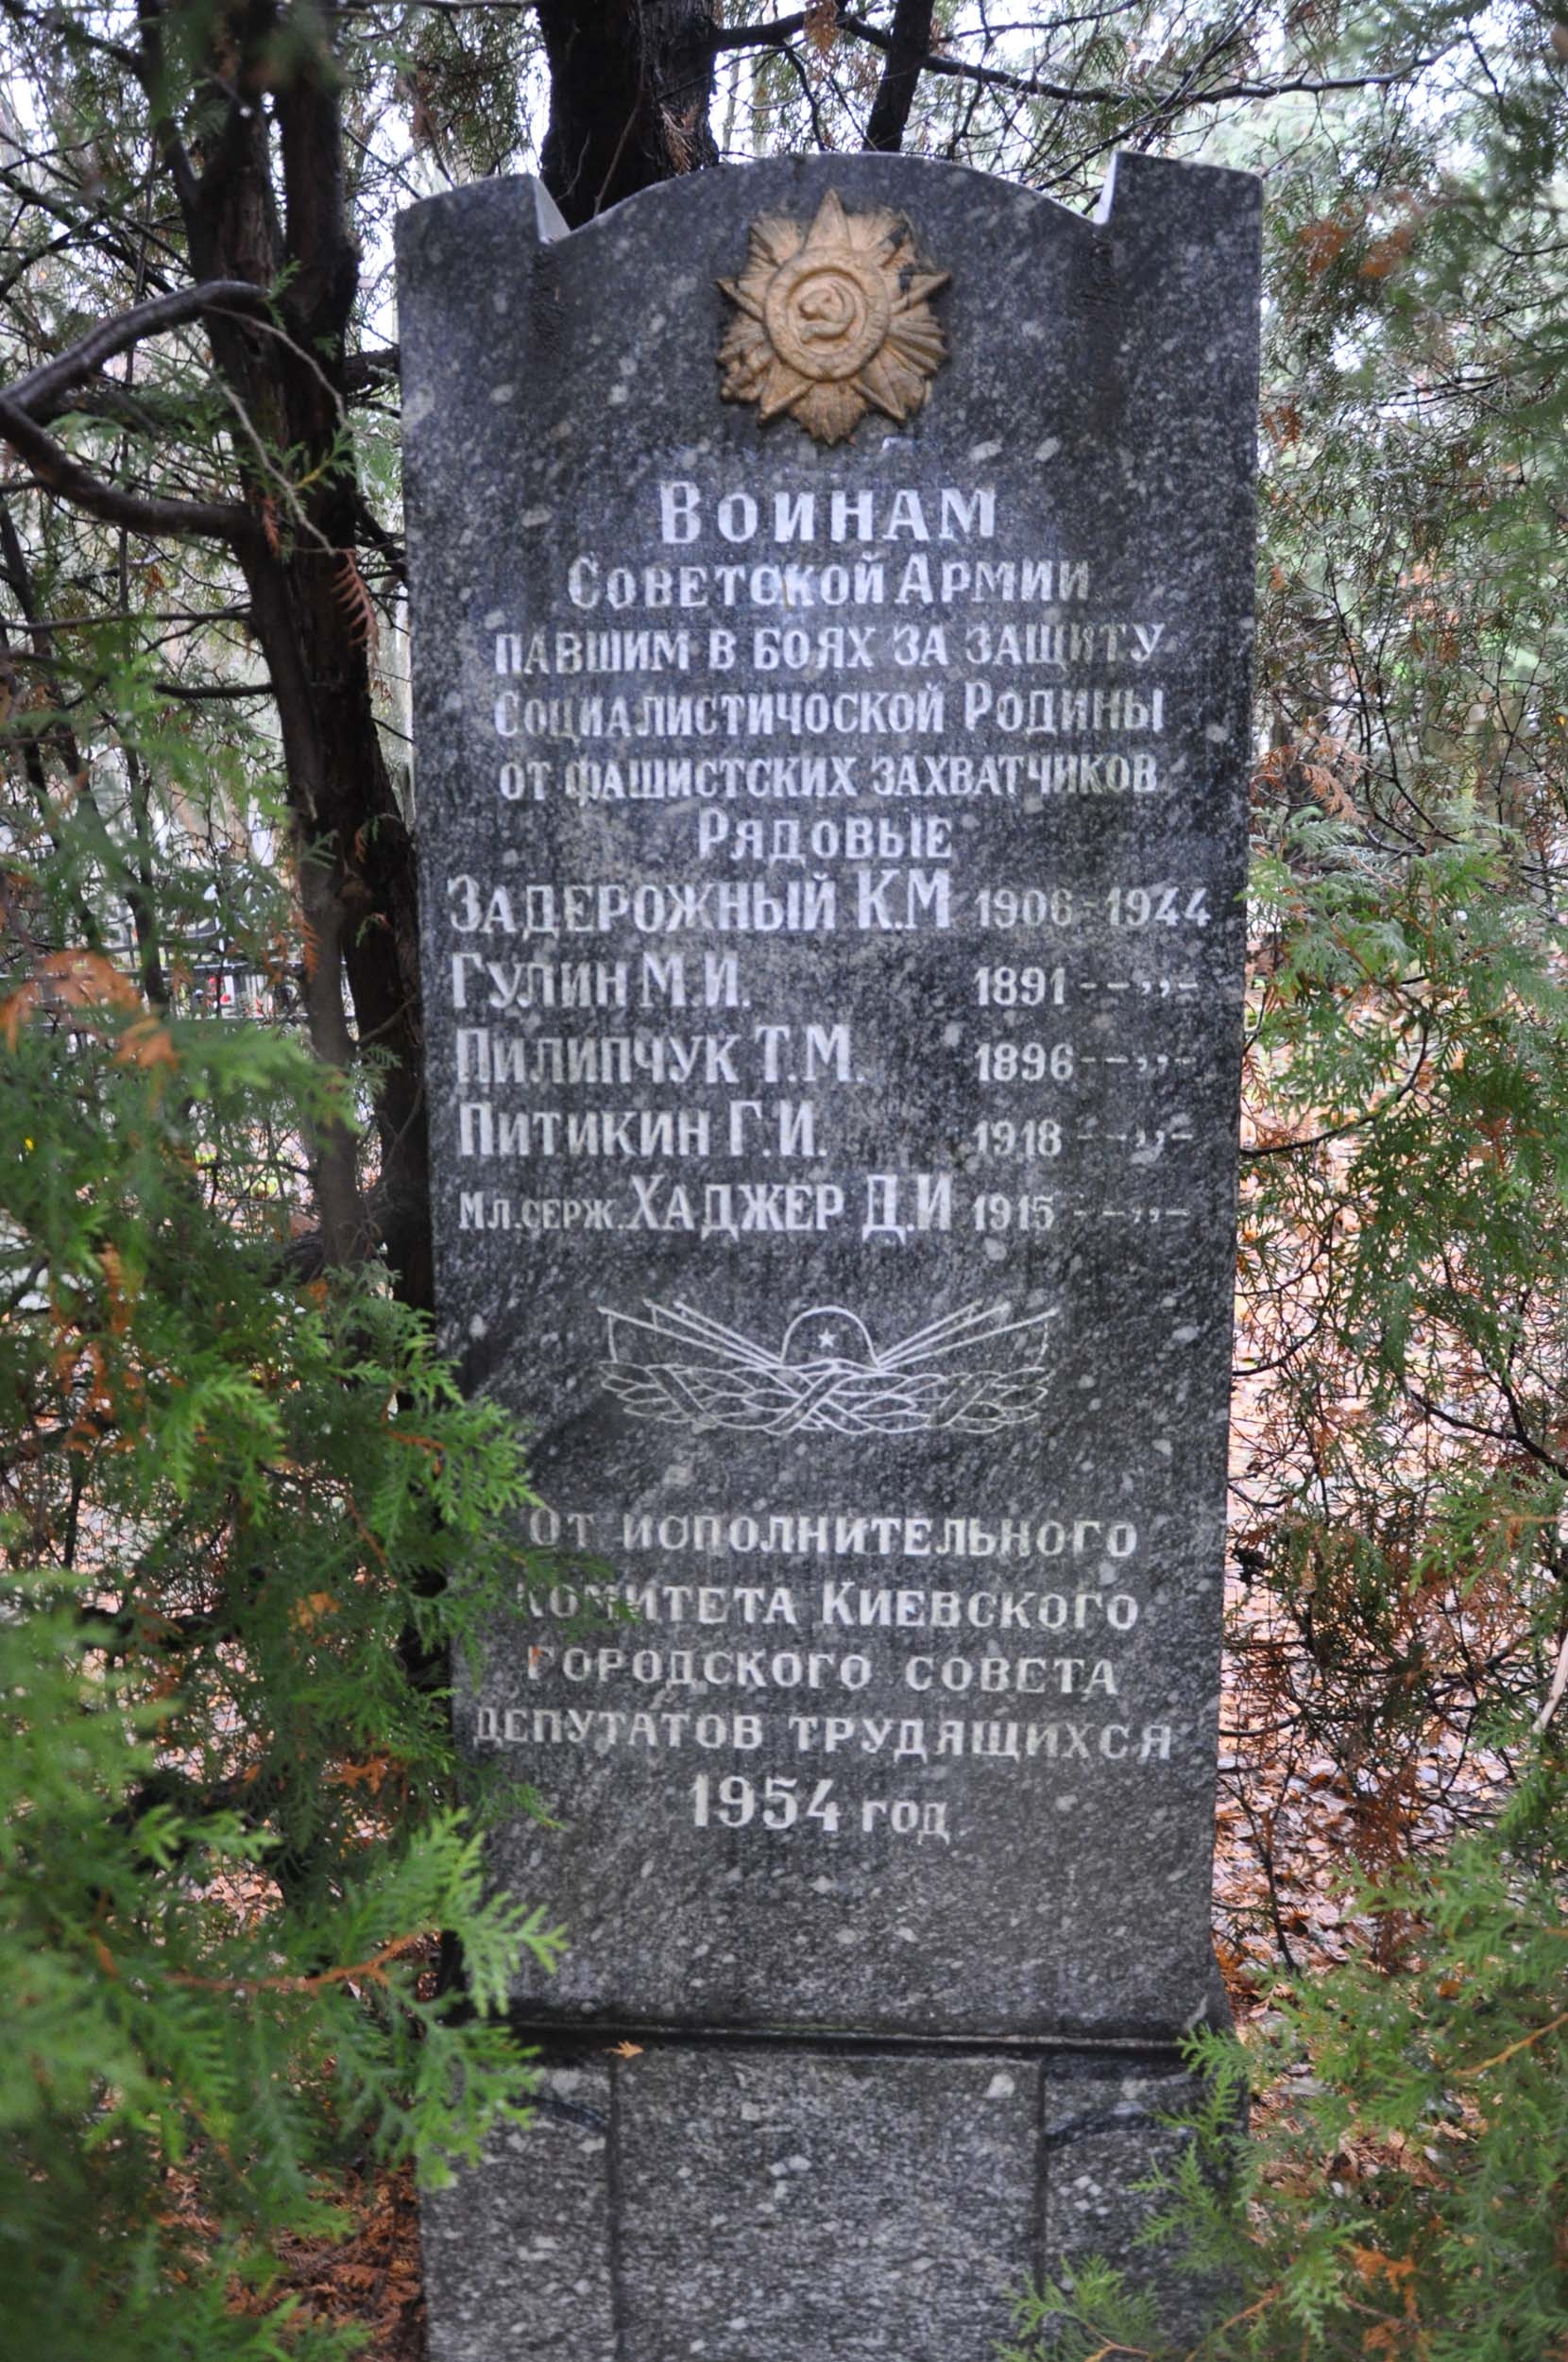 Воинам
Советской Армии
павшим в боях за защиту
Социалистичоской Родины
от фашистских захватчиков
Рядовые
Задерожный К.М 1906-1944
Гулин М.И. 1891 - - ,, -
Пилипчук Т.М. 1896 - - ,, -
Питикин Г.И. 1918 - - ,, -
Мл.серж. Хаджер Д.И 1915 - - ,, -
от исполнительного
комитета Киевского
городского совета
депутатов трудящихся
1954 год